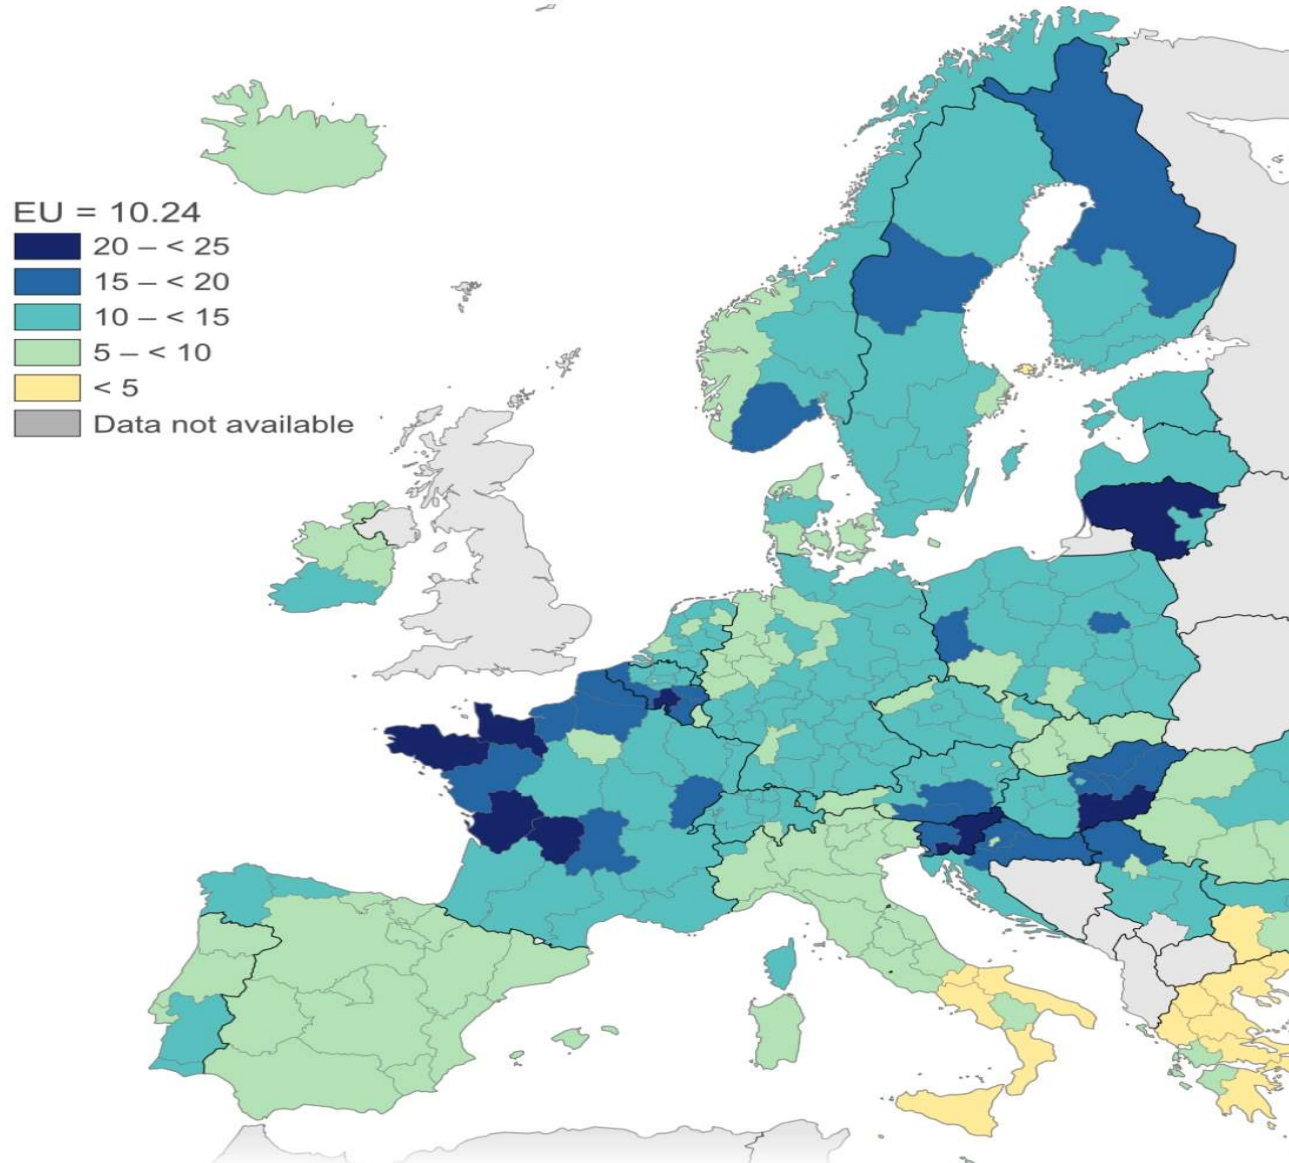 EU = 10.24
20 – < 25
15 – < 20
10 – < 15
5 – < 10
< 5
Data not available